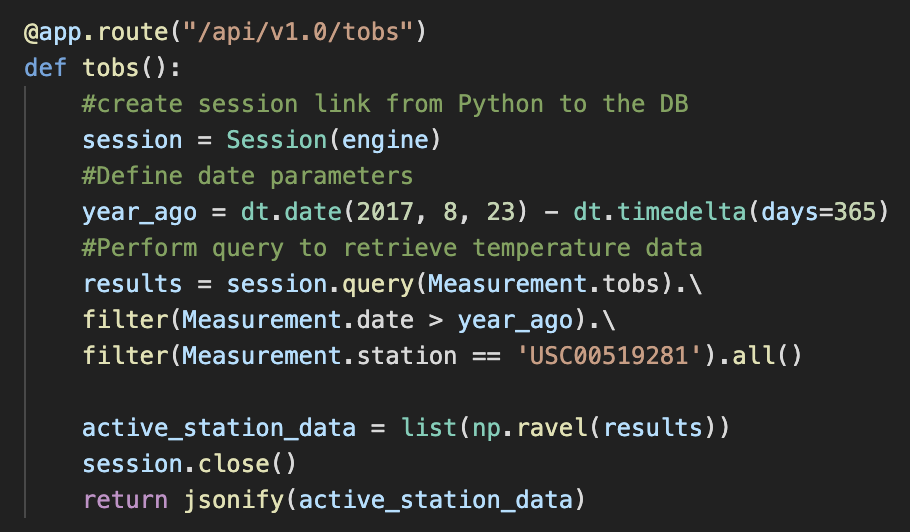 @app.route("/api/v1.0/tobs")
def tobs():
    #create session link from Python to the DB
    session = Session(engine)
    #Define date parameters
    year_ago = dt.date(2017, 8, 23) - dt.timedelta(days=365)
    #Perform query to retrieve temperature data
    results = session.query(Measurement.tobs).\
    filter(Measurement.date > year_ago).\
    filter(Measurement.station == 'USC00519281').all()

    active_station_data = list(np.ravel(results))
    session.close()
    return jsonify(active_station_data)